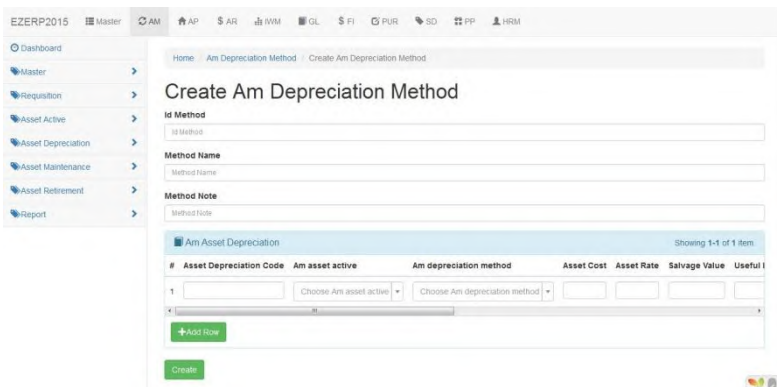 EZERP2015 Master AM AP $ AR IWM GL $ FI PUR SD PP HRM
Dashboard
Master
Requisition
Asset Active
Asset Depreciation
Asset Maintenance
Asset Retirement
Report
Home / Am Depreciation Method / Create Am Depreciation Method
Create Am Depreciation Method
Id Method
Id Method
Method Name
Method Name
Method Note
Method Note
Am Asset Depreciation Showing 1-1 of 1 item.
# Asset Depreciation Code Am asset active Am depreciation method Asset Cost Asset Rate Salvage Value Useful
1 Choose Am asset active Choose Am depreciation method
+Add Row
Create